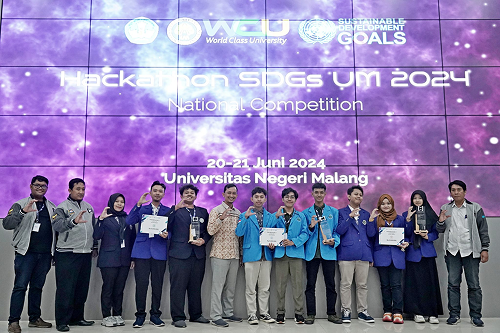 WCU
World Class University
SUSTAINABLE
DEVELOPMENT
GOALS
Hackathon SDGs UM 2024
National Competition
20-21 Juni 2024
Universitas Negeri Malang